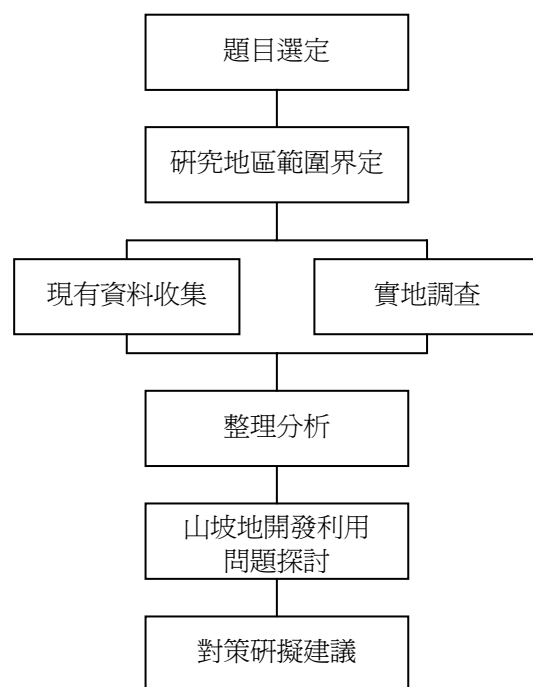 題目選定
研究地區範圍界定
現有資料收集
實地調查
整理分析
山坡地開發利用
問題探討
對策研擬建議